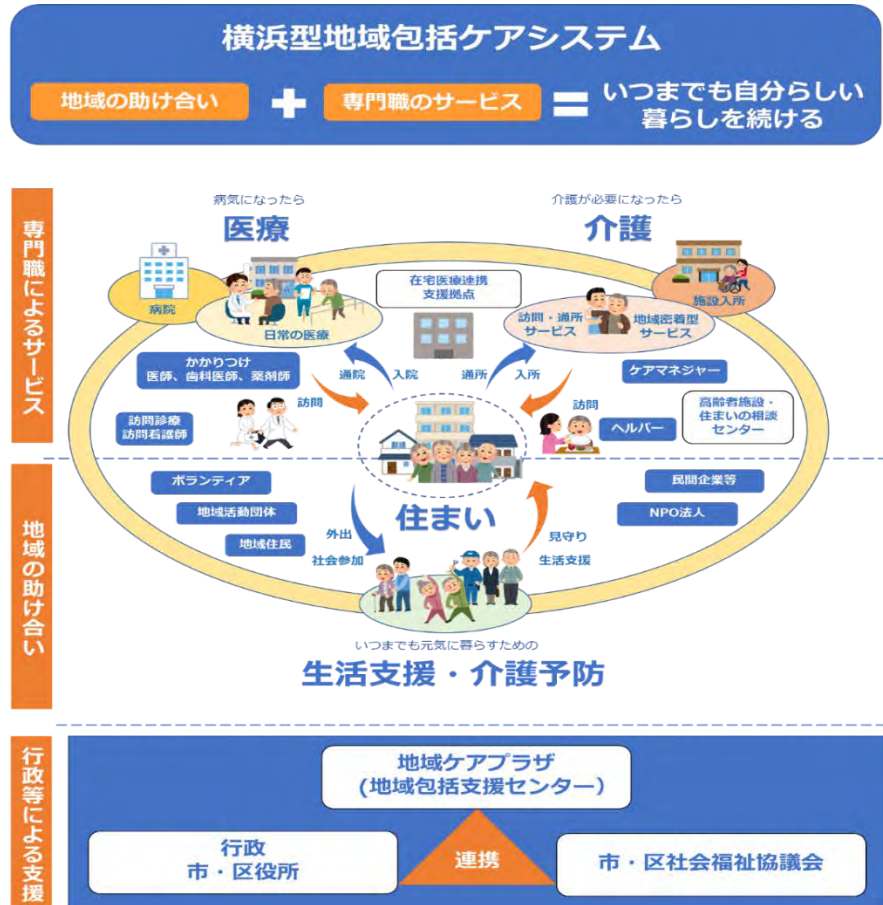 横浜型地域包括ケアシステム
地域の助け合い
+
専門職のサービス
=
いつまでも自分らしい
暮らしを続ける
専門職によるサービス
病気になったら
医療
介護が必要になったら
介護
病院
日常の医療
在宅医療連携
支援拠点
訪問・通所
サービス
地域密着型
サービス
施設入所
かかりつけ
医師、歯科医師、薬剤師
通院
入院
通所
入所
ケアマネジャー
訪問
訪問
訪問診療
訪問看護師
ヘルパー
高齢者施設・
住まいの相談
センター
地域の助け合い
ボランティア
地域活動団体
地域住民
住まい
民間企業等
NPO法人
外出
社会参加
見守り
生活支援
いつまでも元気に暮らすための
生活支援・介護予防
行政等による支援
地域ケアプラザ
(地域包括支援センター)
行政
市・区役所
連携
市・区社会福祉協議会